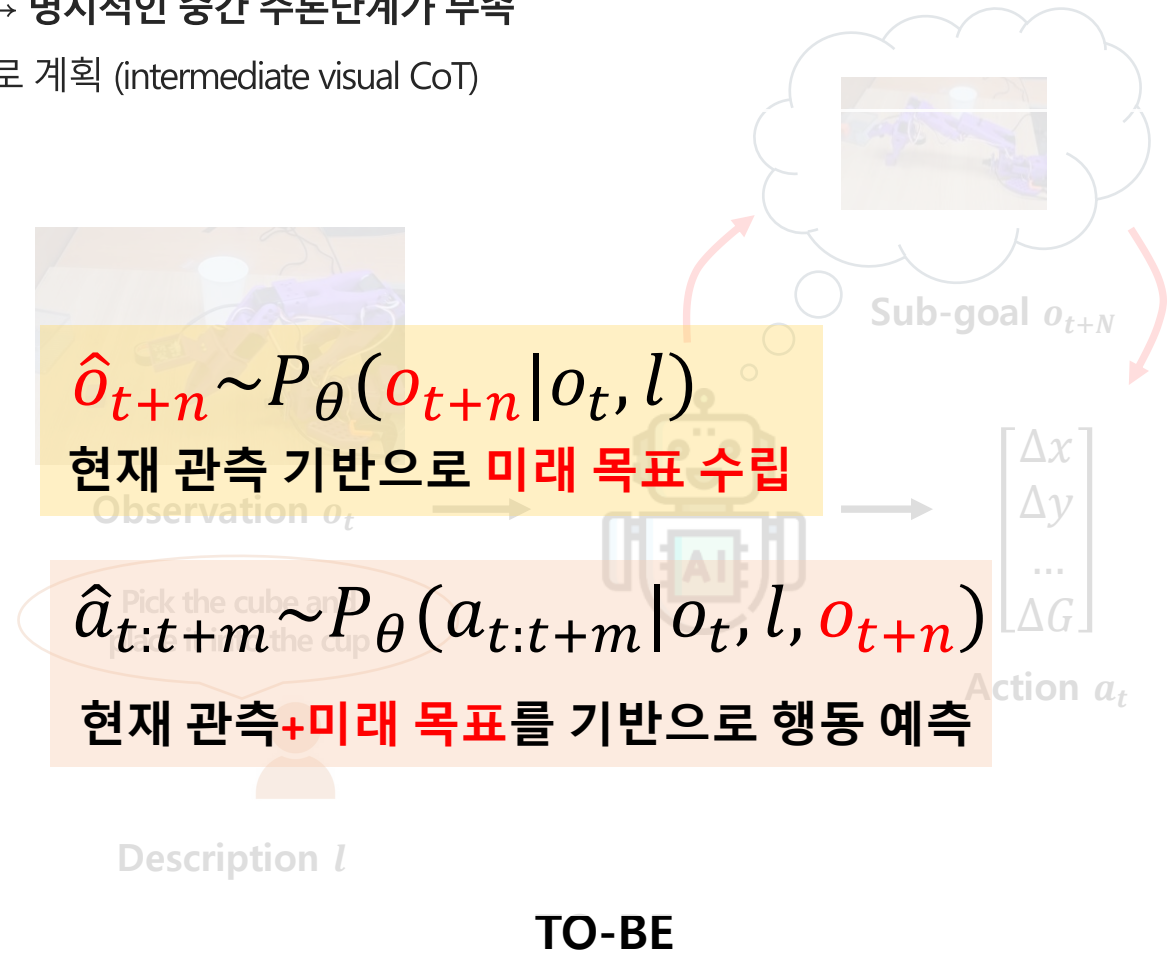 → 명시적인 중간 추론단계가 부족
로 계획 (intermediate visual CoT)
Sub-goal o_{t+N}
ô_{t+n}~P_θ(o_{t+n}|o_t, l)
현재 관측 기반으로 미래 목표 수립
Observation o_t
AI
Δx
Δy
...
ΔG
Action a_t
Pick the cube and
place it into the cup
â_{t:t+m}~P_θ(a_{t:t+m}|o_t, l, o_{t+n})
현재 관측+미래 목표를 기반으로 행동 예측
Description l
TO-BE